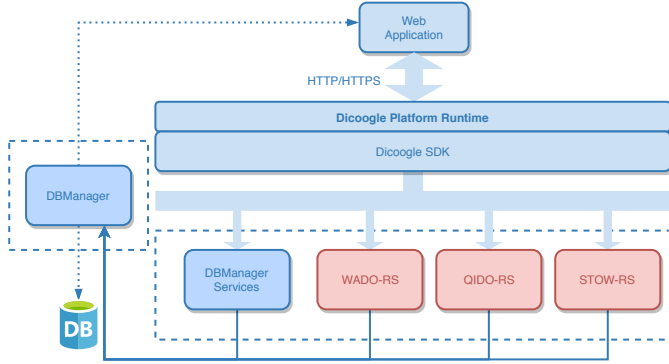 Web
Application
HTTP/HTTPS
Dicoogle Platform Runtime
Dicoogle SDK
DBManager
DBManager
Services
WADO-RS
QIDO-RS
STOW-RS
DB